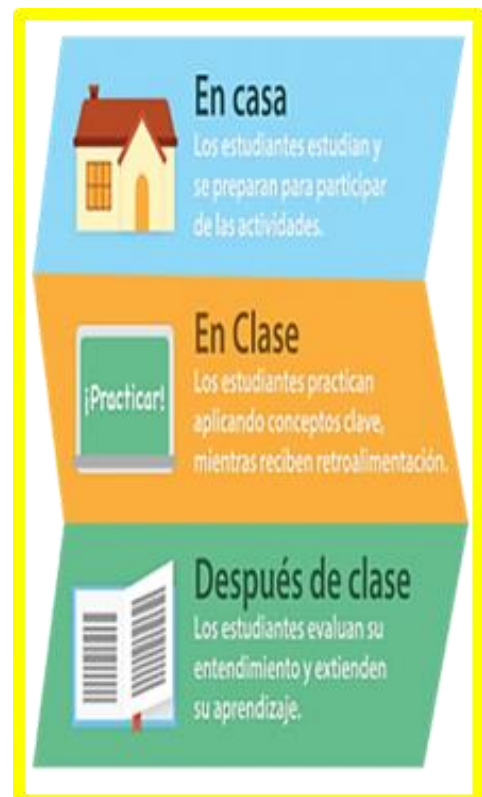 En casa
Los estudiantes estudian y
se preparan para participar
de las actividades.
¡Practicar!
En Clase
Los estudiantes practican
aplicando conceptos clave,
mientras reciben retroalimentación.
Después de clase
Los estudiantes evaluan su
entendimiento y extienden
su aprendizaje.